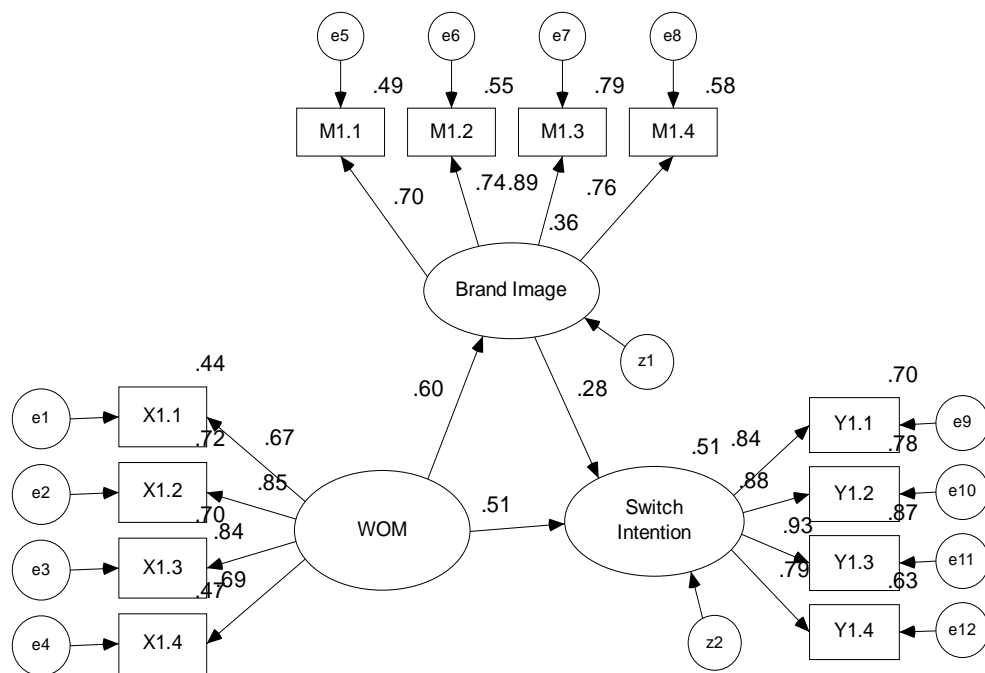 e5 e6 e7 e8
.49 .55 .79 .58
M1.1 M1.2 M1.3 M1.4
.70 .74 .89 .76
.36
Brand Image
z1
.44 .60 .28 .70
e1 X1.1 Y1.1 e9
.72 .67 .51 .84 .78
e2 X1.2 .85 .88 Y1.2 e10
.70 WOM .51 Switch .87
Intention
.84 .93
e3 X1.3 Y1.3 e11
.47 .69 .79 .63
e4 X1.4 z2 Y1.4 e12